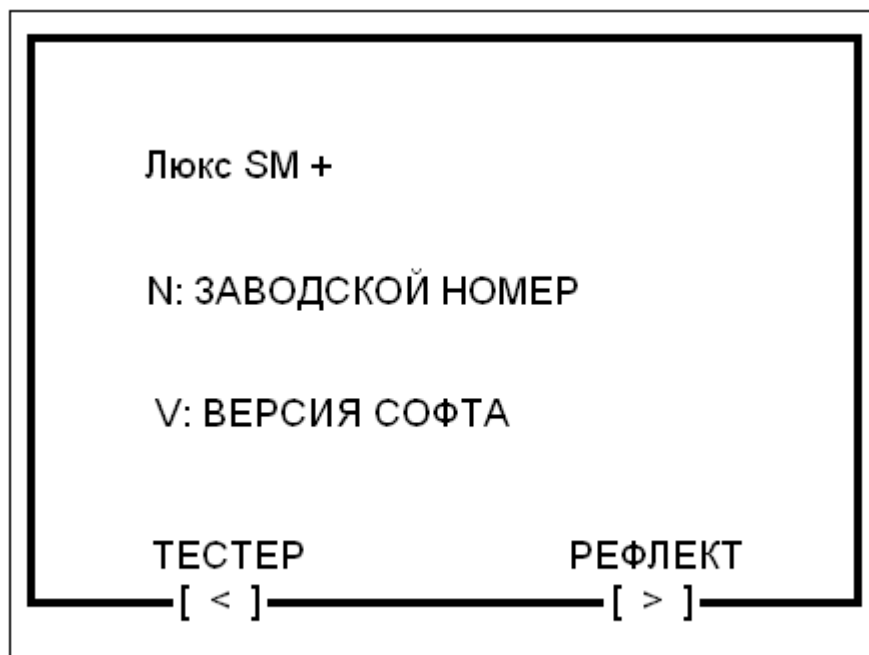 Люкс SM +
N: ЗАВОДСКОЙ НОМЕР
V: ВЕРСИЯ СОФТА
ТЕСТЕР РЕФЛЕКТ
[ < ] [ > ]